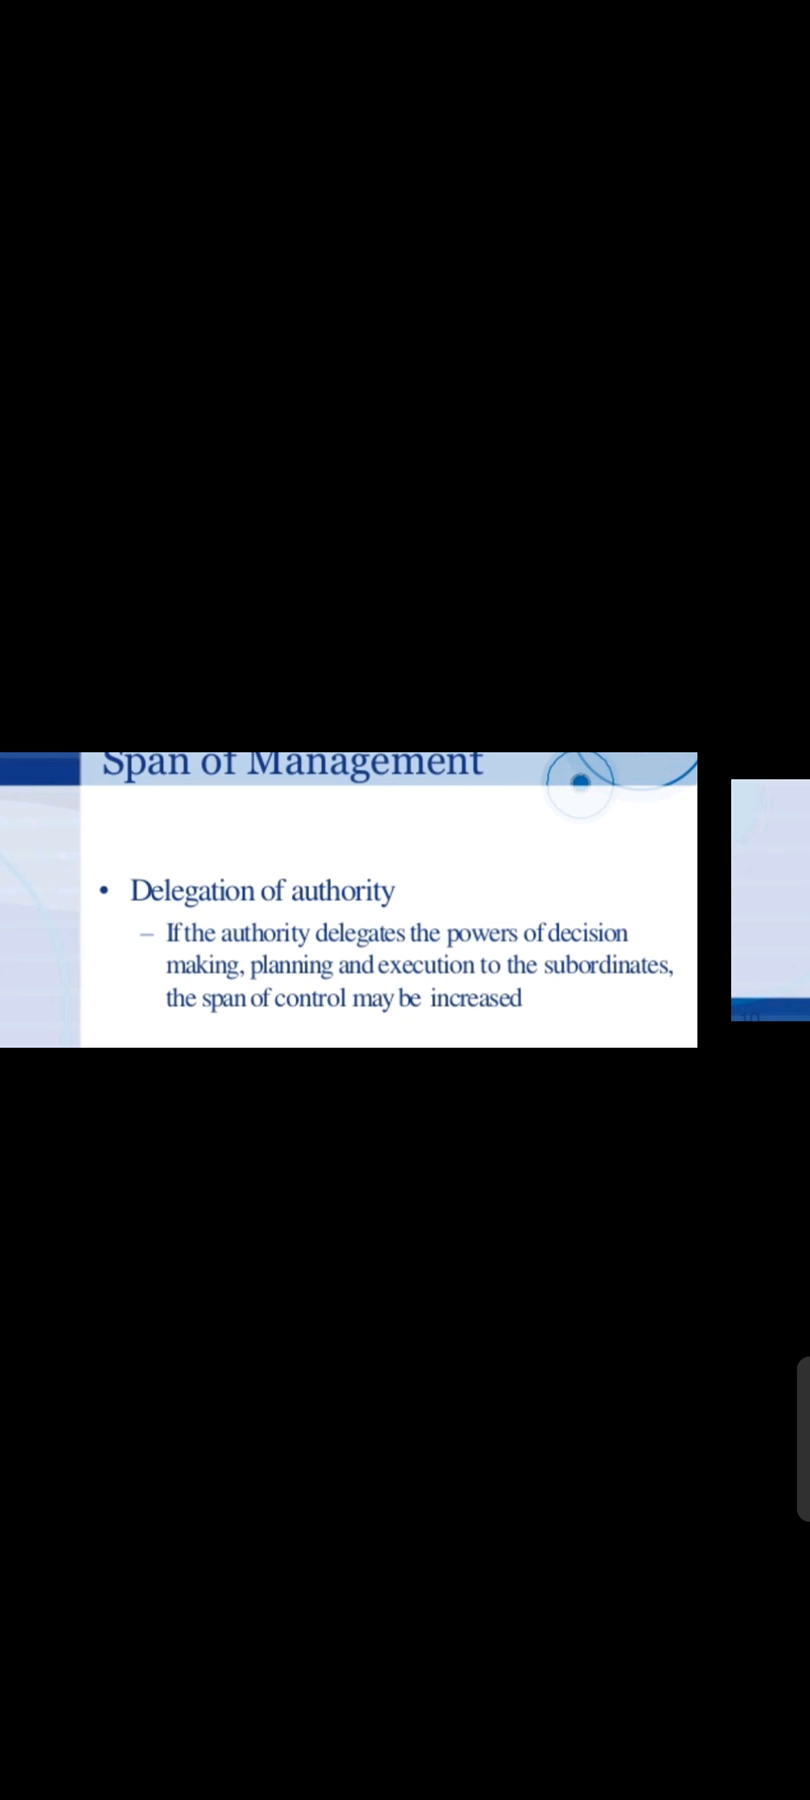 Span of Management
• Delegation of authority
– If the authority delegates the powers of decision
making, planning and execution to the subordinates,
the span of control may be increased